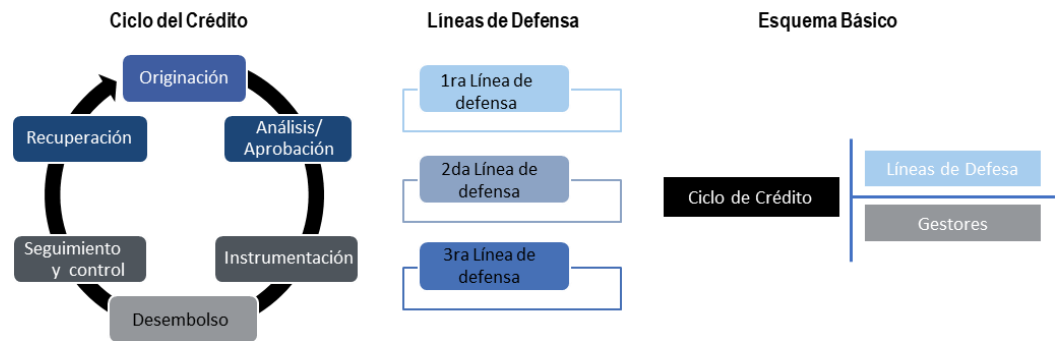 Ciclo del Crédito
Líneas de Defensa
Esquema Básico
Originación
Análisis/
Aprobación
Instrumentación
Desembolso
Seguimiento
y control
Recuperación
1ra Línea de
defensa
2da Línea de
defensa
3ra Línea de
defensa
Ciclo de Crédito
Líneas de Defesa
Gestores